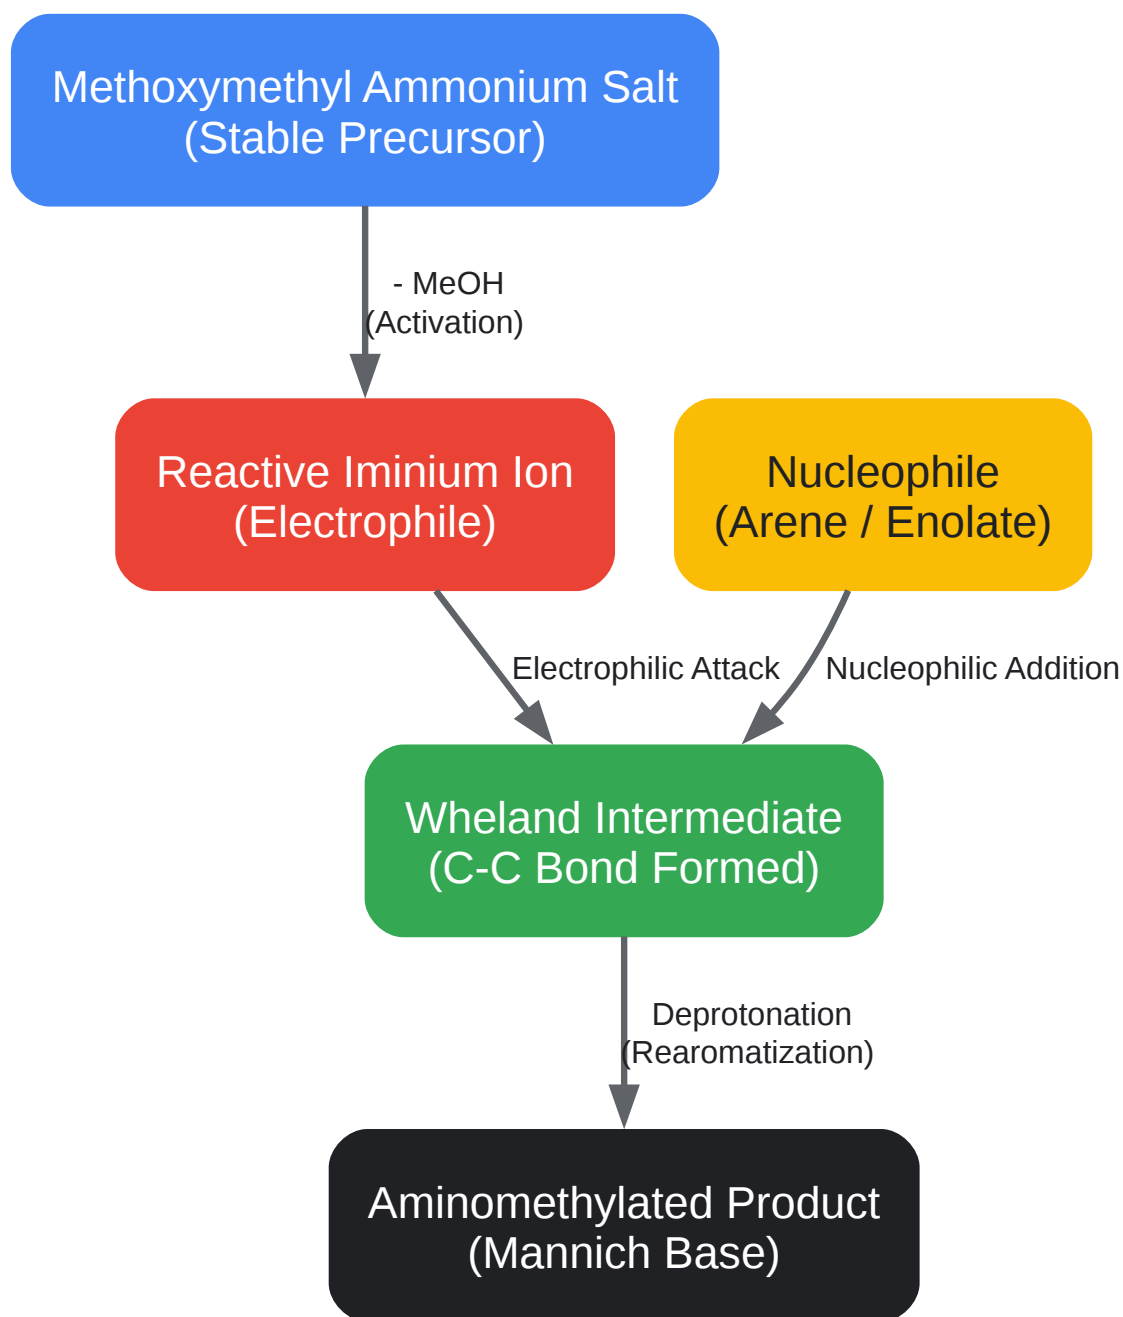 Methoxymethyl Ammonium Salt
(Stable Precursor)
- MeOH
(Activation)
Reactive Iminium Ion
(Electrophile)
Nucleophile
(Arene / Enolate)
Electrophilic Attack
Nucleophilic Addition
Wheland Intermediate
(C-C Bond Formed)
Deprotonation
(Rearomatization)
Aminomethylated Product
(Mannich Base)